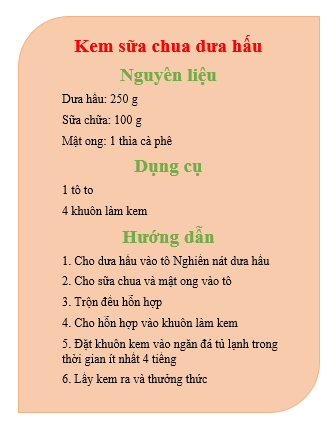 Kem sữa chua dưa hấu
Nguyên liệu
Dưa hấu: 250 g
Sữa chữa: 100 g
Mật ong: 1 thìa cà phê
Dụng cụ
1 tô to
4 khuôn làm kem
Hướng dẫn
1. Cho dưa hấu vào tô Nghiền nát dưa hấu
2. Cho sữa chua và mật ong vào tô
3. Trộn đều hỗn hợp
4. Cho hỗn hợp vào khuôn làm kem
5. Đặt khuôn kem vào ngăn đá tủ lạnh trong
thời gian ít nhất 4 tiếng
6. Lấy kem ra và thưởng thức